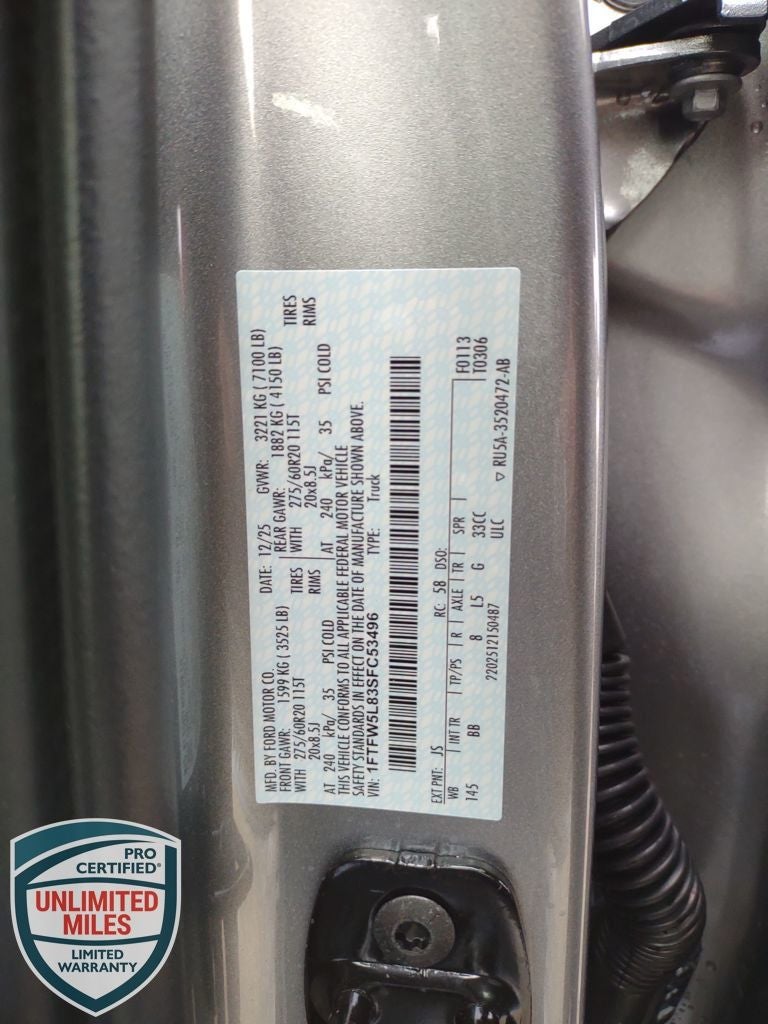 MFD. BY FORD MOTOR CO. DATE: 12/25 GVWR: 3221 KG ( 7100 LB)
FRONT GAWR: 1599 KG ( 3525 LB) REAR GAWR: 1882 KG ( 4150 LB)
WITH 275/60R20 115T TIRES WITH 275/60R20 115T TIRES
20x8.5J RIMS 20x8.5J RIMS
AT 240 kPa/ 35 PSI COLD AT 240 kPa/ 35 PSI COLD
THIS VEHICLE CONFORMS TO ALL APPLICABLE FEDERAL MOTOR VEHICLE
SAFETY STANDARDS IN EFFECT ON THE DATE OF MANUFACTURE SHOWN ABOVE.
VIN: 1FTFW5L83SFC53496 TYPE: Truck
EXT PNT: JS RC: 58 DSO: F0113
WB INT TR TP/PS R AXLE TR SPR T0306
145 BB 8 L5 G 33CC
7202512150487 ULC ▽ RU5A-3520472-AB
PRO
CERTIFIED®
UNLIMITED
MILES
LIMITED
WARRANTY